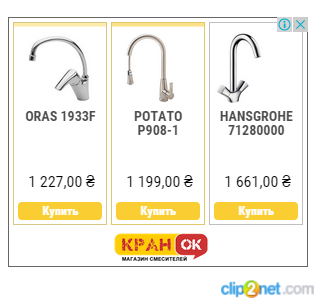 ORAS 1933F
POTATO
P908-1
HANSGROHE
71280000
1 227,00 ₴
1 199,00 ₴
1 661,00 ₴
Купить
Купить
Купить
КРАН ОК
МАГАЗИН СМЕСИТЕЛЕЙ
clip2net.com